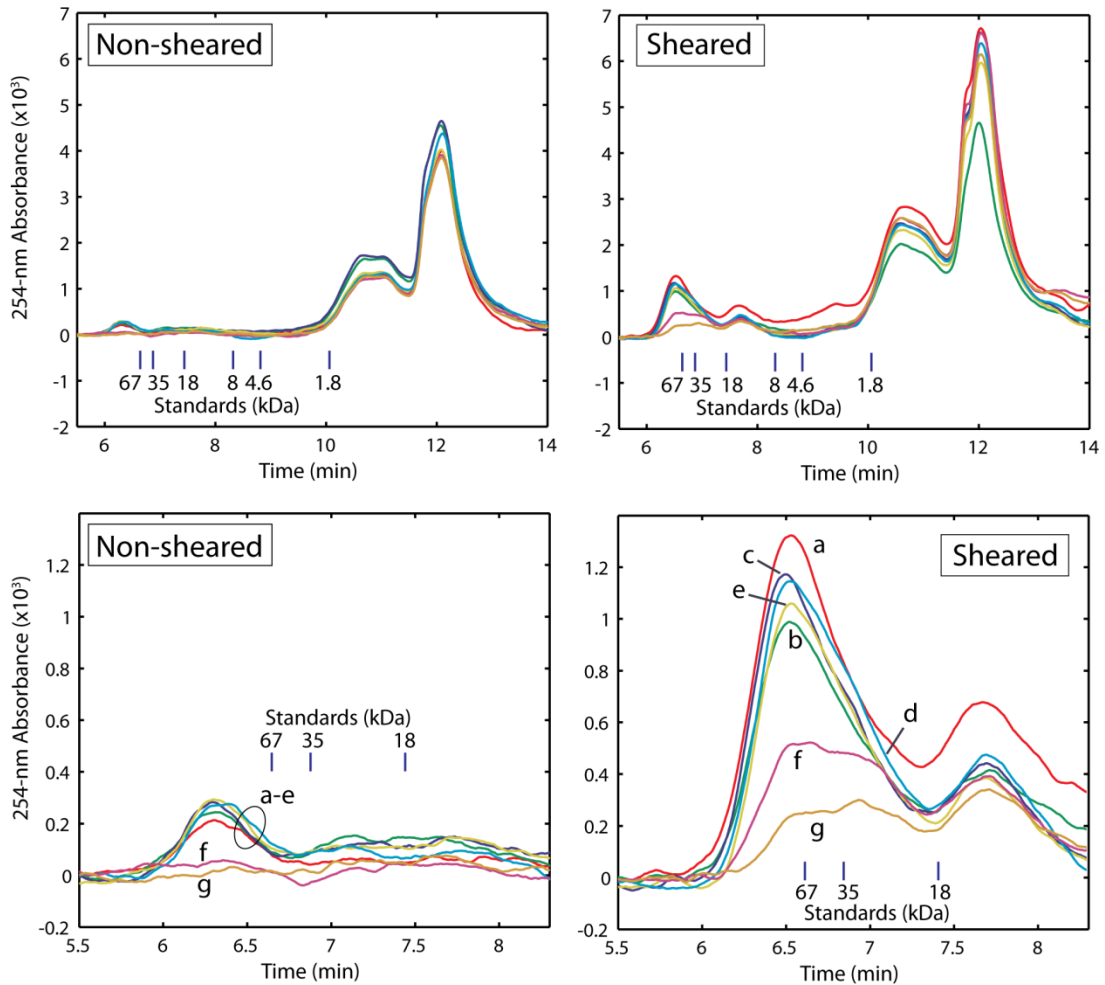 Non-sheared
254-nm Absorbance (x10³)
7
6
5
4
3
2
1
0
-1
-2
67 35 18 8 4.6 1.8
Standards (kDa)
6 8 10 12 14
Time (min)
Sheared
7
6
5
4
3
2
1
0
-1
-2
67 35 18 8 4.6 1.8
Standards (kDa)
6 8 10 12 14
Time (min)
Non-sheared
254-nm Absorbance (x10³)
1.2
1
0.8
0.6
0.4
0.2
0
-0.2
Standards (kDa)
67 35 18
a-e
f
g
5.5 6 6.5 7 7.5 8
Time (min)
Sheared
1.2
1
0.8
0.6
0.4
0.2
0
-0.2
a
c
e
b
d
f
g
67 35 18
Standards (kDa)
5.5 6 6.5 7 7.5 8
Time (min)